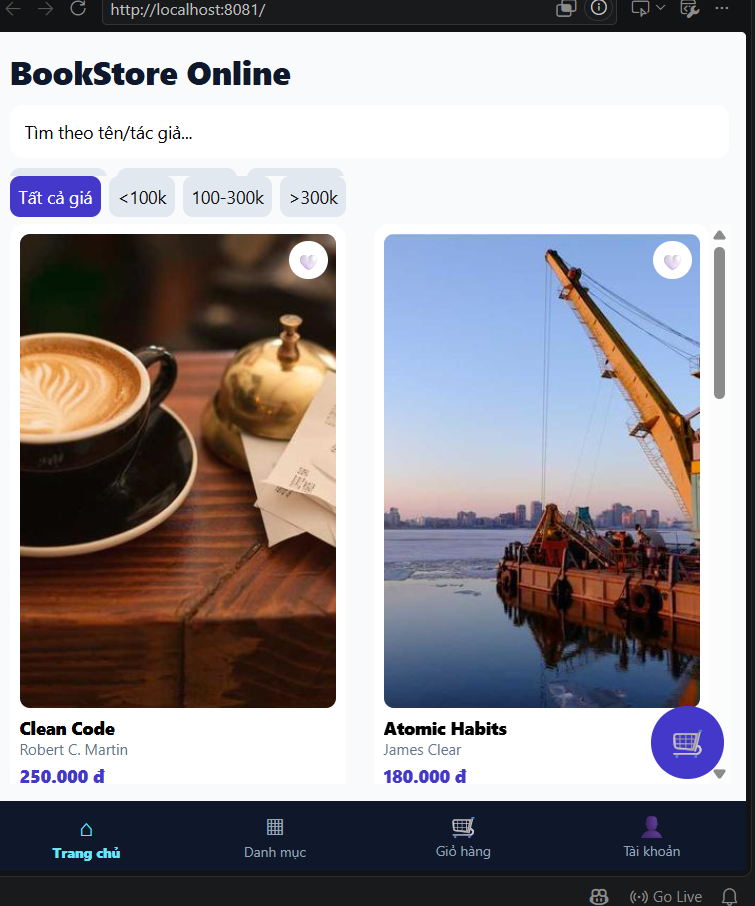 http://localhost:8081/
BookStore Online
Tìm theo tên/tác giả...
Tất cả giá <100k 100-300k >300k
Clean Code Atomic Habits
Robert C. Martin James Clear
250.000 đ 180.000 đ
Trang chủ Danh mục Giỏ hàng Tài khoản
Go Live